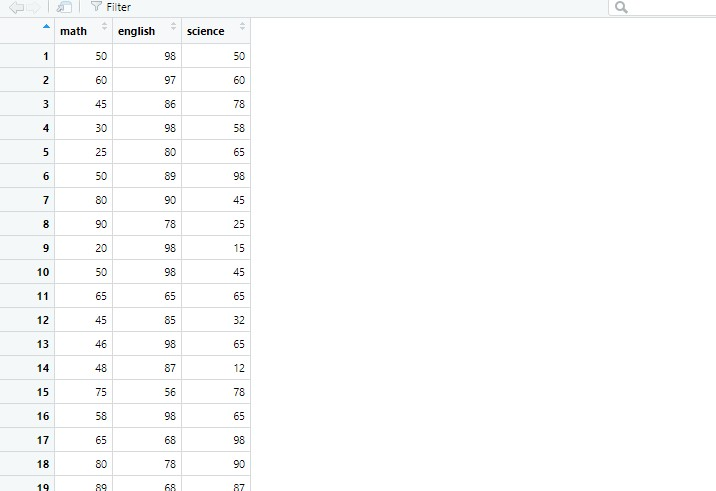 Filter
math english science
1 50 98 50
2 60 97 60
3 45 86 78
4 30 98 58
5 25 80 65
6 50 89 98
7 80 90 45
8 90 78 25
9 20 98 15
10 50 98 45
11 65 65 65
12 45 85 32
13 46 98 65
14 48 87 12
15 75 56 78
16 58 98 65
17 65 68 98
18 80 78 90
19 89 68 87